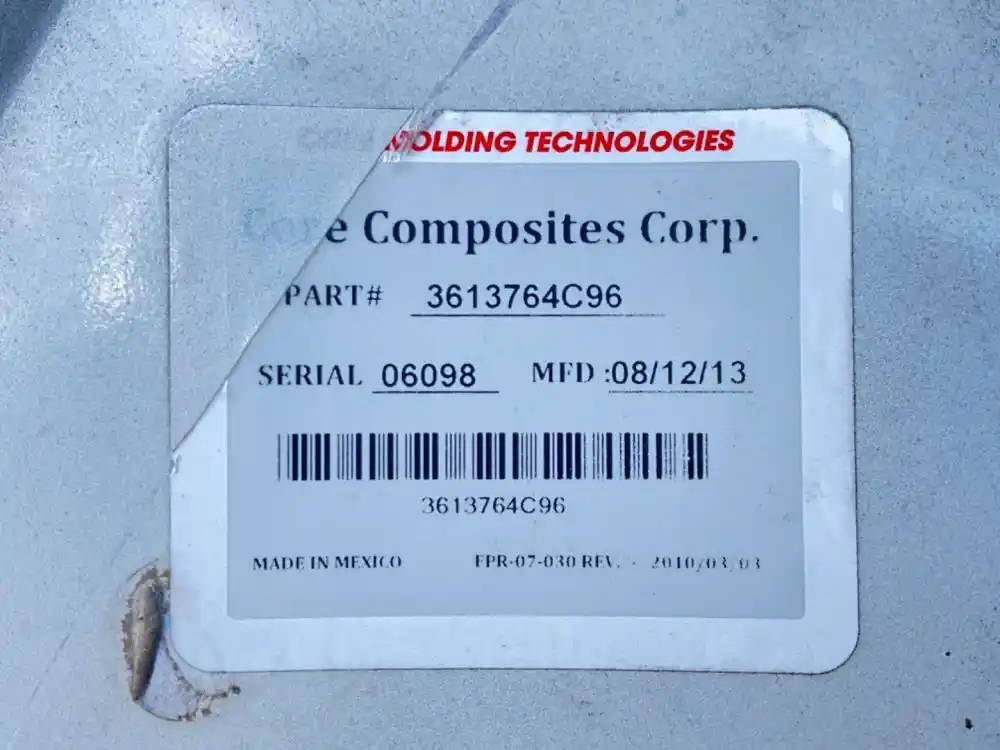 MOLDING TECHNOLOGIES
Core Composites Corp.
PART# 3613764C96
SERIAL 06098 MFD :08/12/13
3613764C96
MADE IN MEXICO FPR-07-030 REV. - 2010/03/03